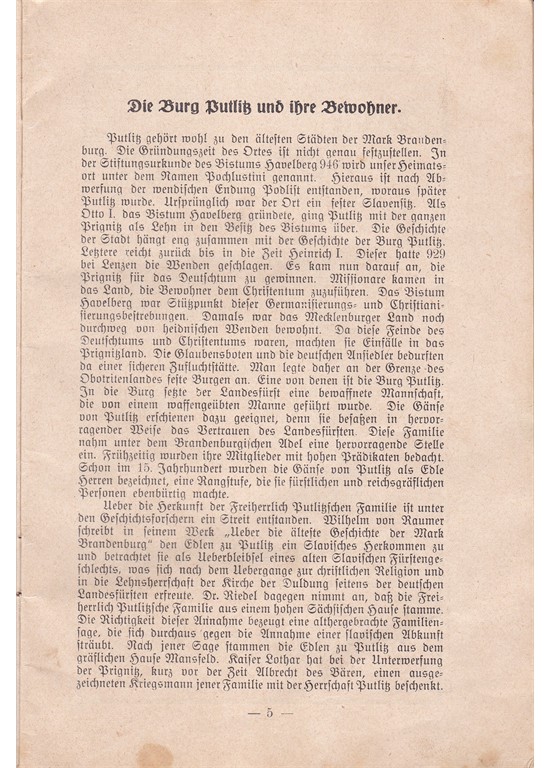 Die Burg Putlitz und ihre Bewohner.
Putlitz gehört wohl zu den ältesten Städten der Mark Branden-
burg. Die Gründungszeit des Ortes ist nicht genau festzustellen. In
der Stiftungsurkunde des Bistums Havelberg 946 wird unser Heimats-
ort unter dem Namen Pochlustini genannt. Hieraus ist nach Ab-
werfung der wendischen Endung Podlist entstanden, woraus später
Putlitz wurde. Ursprünglich war der Ort ein fester Slavensitz. Als
Otto I. das Bistum Havelberg gründete, ging Putlitz mit der ganzen
Prignitz als Lehn in den Besitz des Bistums über. Die Geschichte
der Stadt hängt eng zusammen mit der Geschichte der Burg Putlitz.
Letztere reicht zurück bis in die Zeit Heinrich I. Dieser hatte 929
bei Lenzen die Wenden geschlagen. Es kam nun darauf an, die
Prignitz für das Deutschtum zu gewinnen. Missionare kamen in
das Land, die Bewohner dem Christentum zuzuführen. Das Bistum
Havelberg war Stützpunkt dieser Germanisierungs- und Christiani-
sierungsbestrebungen. Damals war das Mecklenburger Land noch
durchweg von heidnischen Wenden bewohnt. Da diese Feinde des
Deutschtums und Christentums waren, machten sie Einfälle in das
Prignitzland. Die Glaubensboten und die deutschen Ansiedler bedurften
da einer sicheren Zufluchtstätte. Man legte daher an der Grenze des
Obotritenlandes feste Burgen an. Eine von denen ist die Burg Putlitz.
In die Burg setzte der Landesfürst eine bewaffnete Mannschaft,
die von einem waffengeübten Manne geführt wurde. Die Gänse
von Putlitz erschienen dazu geeignet, denn sie besaßen in hervor-
ragender Weise das Vertrauen des Landesfürsten. Diese Familie
nahm unter dem Brandenburgischen Adel eine hervorragende Stelle
ein. Frühzeitig wurden ihre Mitglieder mit hohen Prädikaten bedacht.
Schon im 15. Jahrhundert wurden die Gänse von Putlitz als Edle
Herren bezeichnet, eine Rangstufe, die sie fürstlichen und reichsgräflichen
Personen ebenbürtig machte.
Ueber die Herkunft der Freiherrlich Putlitzschen Familie ist unter
den Geschichtsforschern ein Streit entstanden. Wilhelm von Raumer
schreibt in seinem Werk „Ueber die älteste Geschichte der Mark
Brandenburg“ den Edlen zu Putlitz ein Slavisches Herkommen zu
und betrachtet sie als Ueberbleibsel eines alten Slavischen Fürstenge-
schlechts, was sich nach dem Uebergange zur christlichen Religion und
in die Lehnsherrschaft der Kirche der Duldung seitens der deutschen
Landesfürsten erfreute. Dr. Riedel dagegen nimmt an, daß die Frei-
herrlich Putlitzsche Familie aus einem hohen Sächsischen Hause stamme.
Die Richtigkeit dieser Annahme bezeugt eine althergebrachte Familien-
sage, die sich durchaus gegen die Annahme einer slavischen Abkunft
sträubt. Nach jener Sage stammen die Edlen zu Putlitz aus dem
gräflichen Hause Mansfeld. Kaiser Lothar hat bei der Unterwerfung
der Prignitz, kurz vor der Zeit Albrecht des Bären, einen ausge-
zeichneten Kriegsmann jener Familie mit der Herrschaft Putlitz beschenkt.
— 5 —